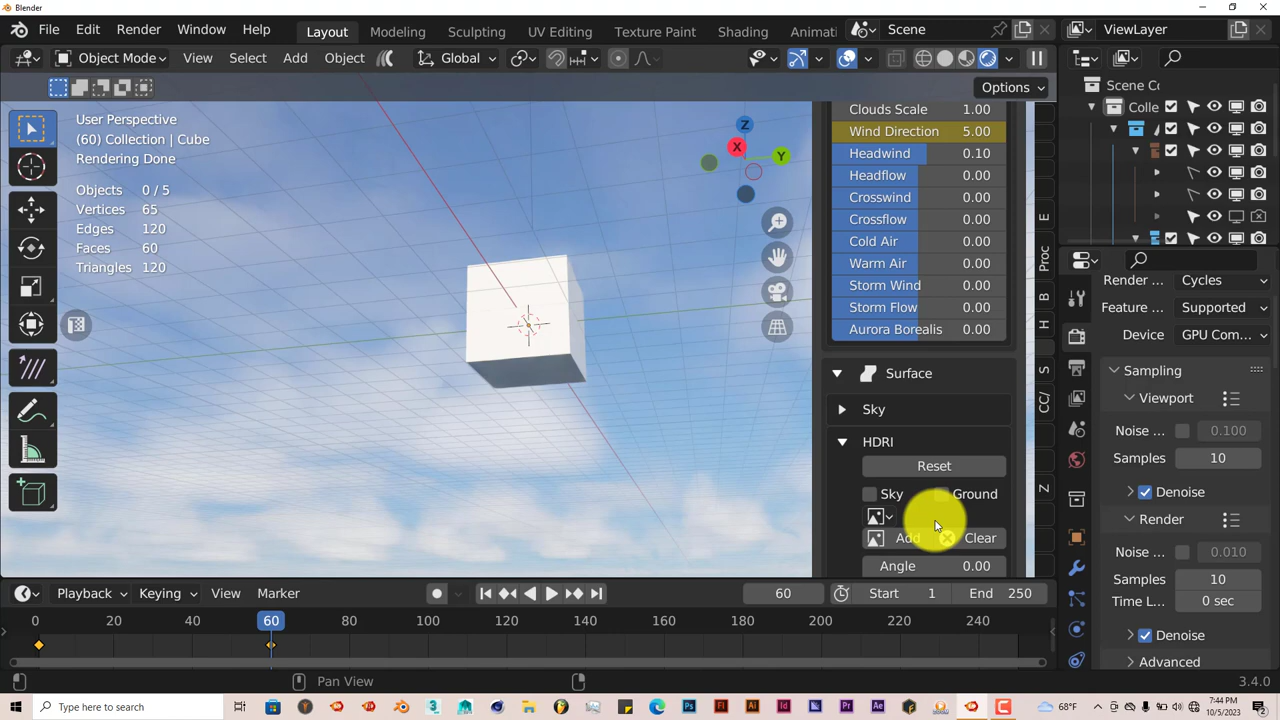 Blender
File Edit Render Window Help Layout Modeling Sculpting UV Editing Texture Paint Shading Animati Scene ViewLayer
Object Mode View Select Add Object Global
Options
User Perspective
(60) Collection | Cube
Rendering Done
Objects 0 / 5
Vertices 65
Edges 120
Faces 60
Triangles 120
Z
X
Y
Clouds Scale 1.00
Wind Direction 5.00
Headwind 0.10
Headflow 0.00
Crosswind 0.00
Crossflow 0.00
Cold Air 0.00
Warm Air 0.00
Storm Wind 0.00
Storm Flow 0.00
Aurora Borealis 0.00
Surface
Sky
HDRI
Reset
Sky Ground
Add Clear
Angle 0.00
E
Proc
B
H
S
CC/
Z
Scene Cc
Colle
Render ... Cycles
Feature ... Supported
Device GPU Com...
Sampling
Viewport
Noise ... 0.100
Samples 10
Denoise
Render
Noise ... 0.010
Samples 10
Time L... 0 sec
Denoise
Advanced
Playback Keying View Marker 60 Start 1 End 250
0 20 40 60 80 100 120 140 160 180 200 220 240
Pan View 3.4.0
Type here to search 68°F 7:44 PM
10/5/2023